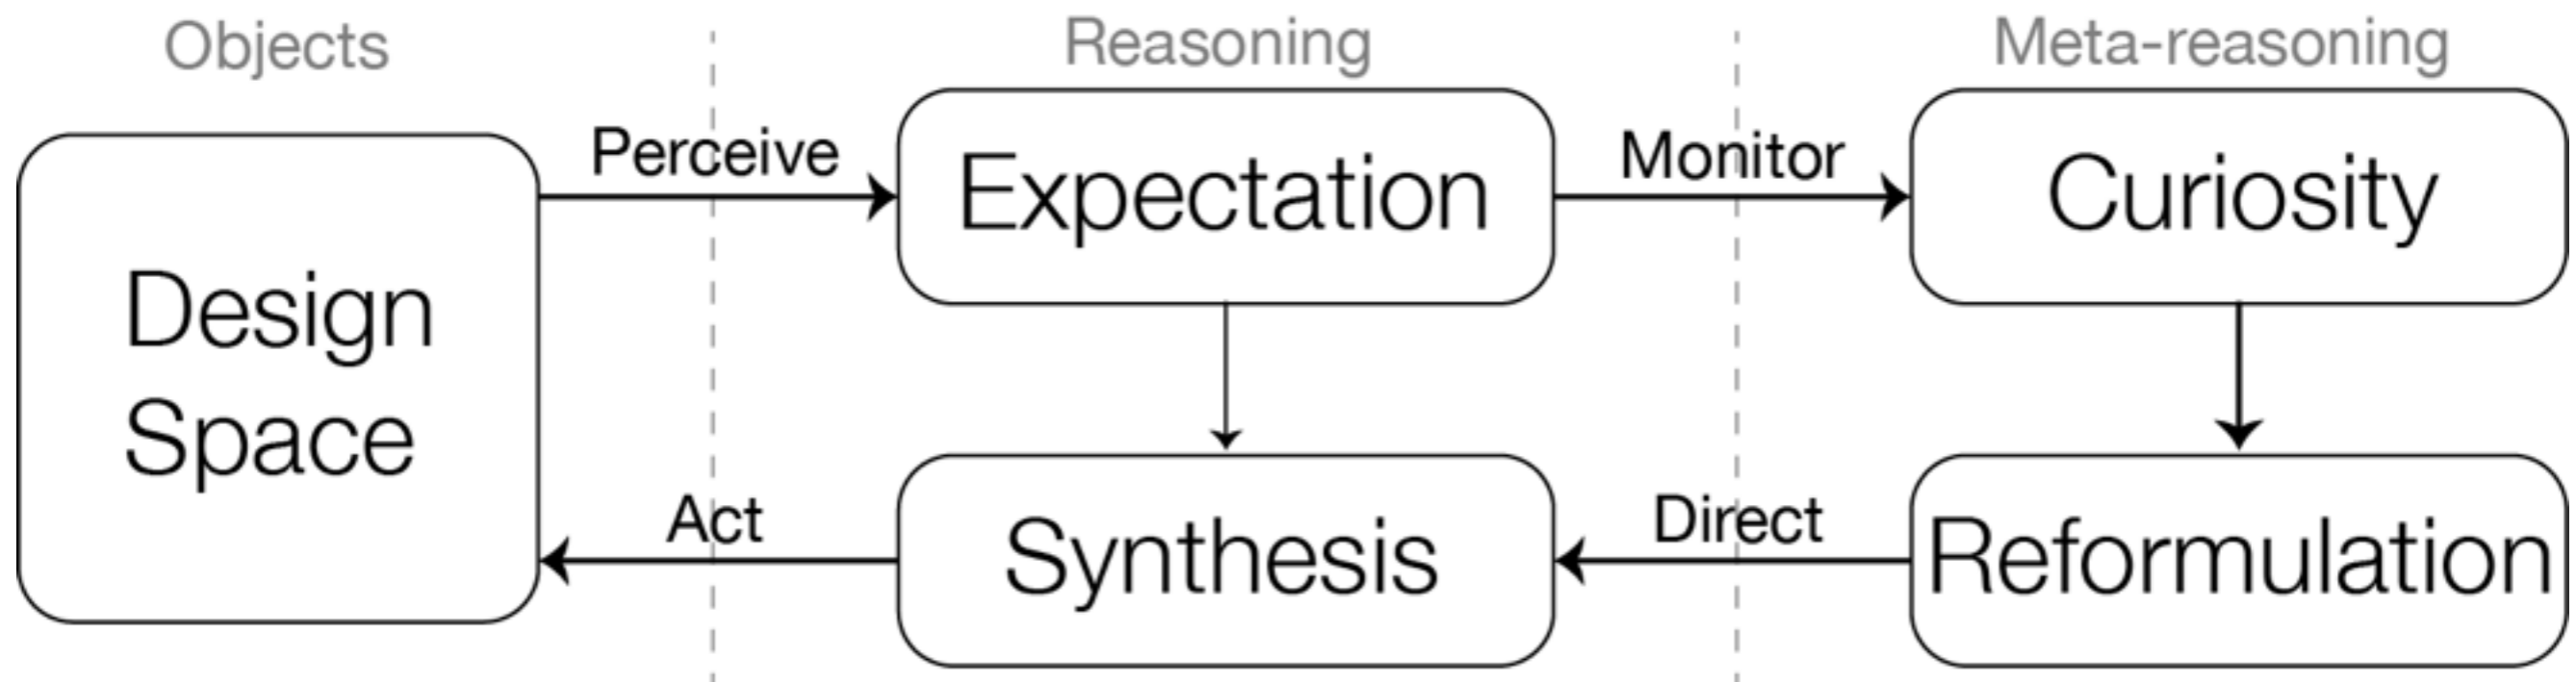 Objects
Reasoning
Meta-reasoning
Perceive
Expectation
Monitor
Curiosity
Design
Space
Act
Synthesis
Direct
Reformulation